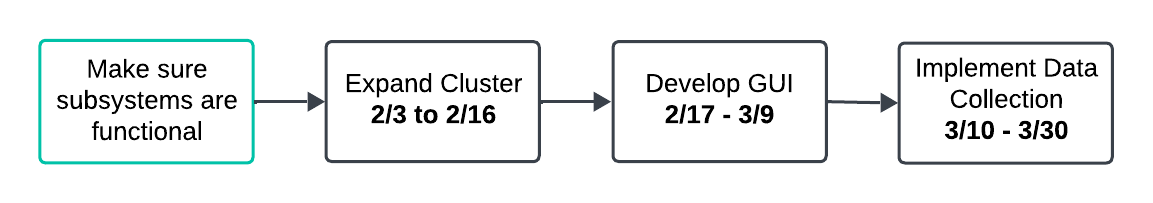 Make sure
subsystems are
functional
Expand Cluster
2/3 to 2/16
Develop GUI
2/17 - 3/9
Implement Data
Collection
3/10 - 3/30